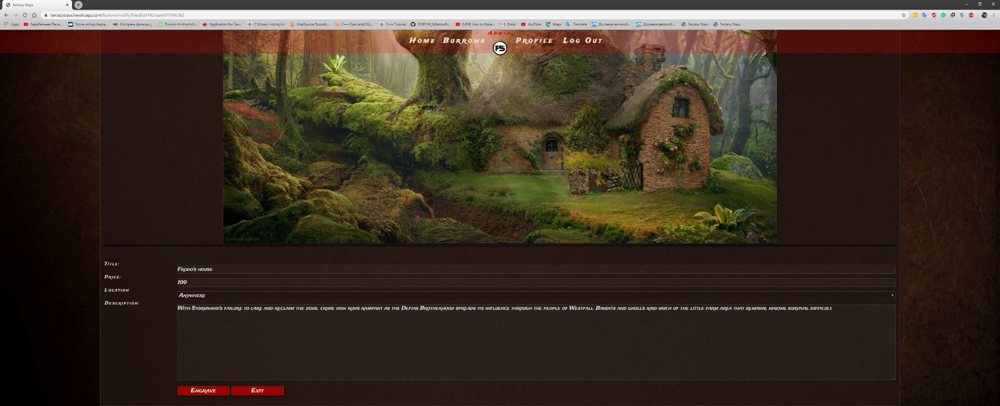 Fantasy Stays
fantazystays.herokuapp.com/burrow/modify/5dedba914b1eae001784c3b2
Apps Зарубежные Песн... Some wiring diagra... HD Смотреть фильмы... Dmytro Andriushch... Application for Can... C Library <string.h> VitalSource Booksh... C++ Class and Obj... C++ Tutorial OOP244_Mileston6... [UE4] How to Make... Gmail YouTube Maps Translate Доставка автомоб... Доставка автомоб... Fantasy Stays Fantasy Stays
Admin
Home Burrows FS Profile Log Out
formlanguage.net
Title: Frodo's house
Price: 100
Location Anywhere
Description: With Stormwind's failure to care and reclaim the zone, crime now runs rampant as the Defias Brotherhood spreads its influence through the people of Westfall. Bandits and gnolls raid much of the little farm area that remains, making survival difficult.
Engrave Exit